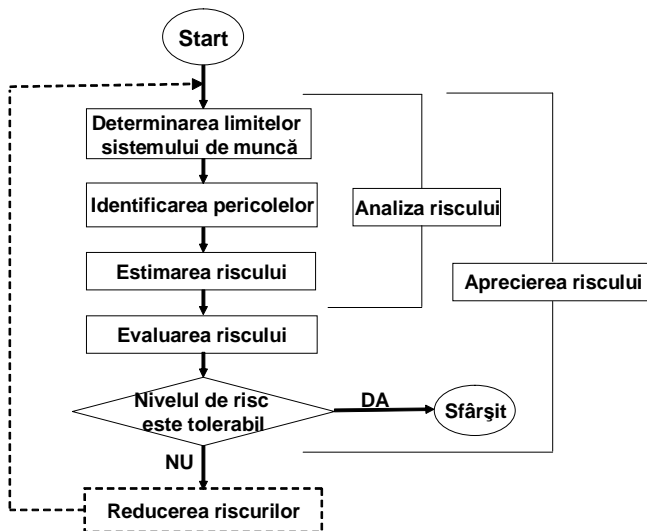 Start
Determinarea limitelor
sistemului de muncă
Identificarea pericolelor
Analiza riscului
Estimarea riscului
Aprecierea riscului
Evaluarea riscului
Nivelul de risc
este tolerabil
DA
Sfârşit
NU
Reducerea riscurilor